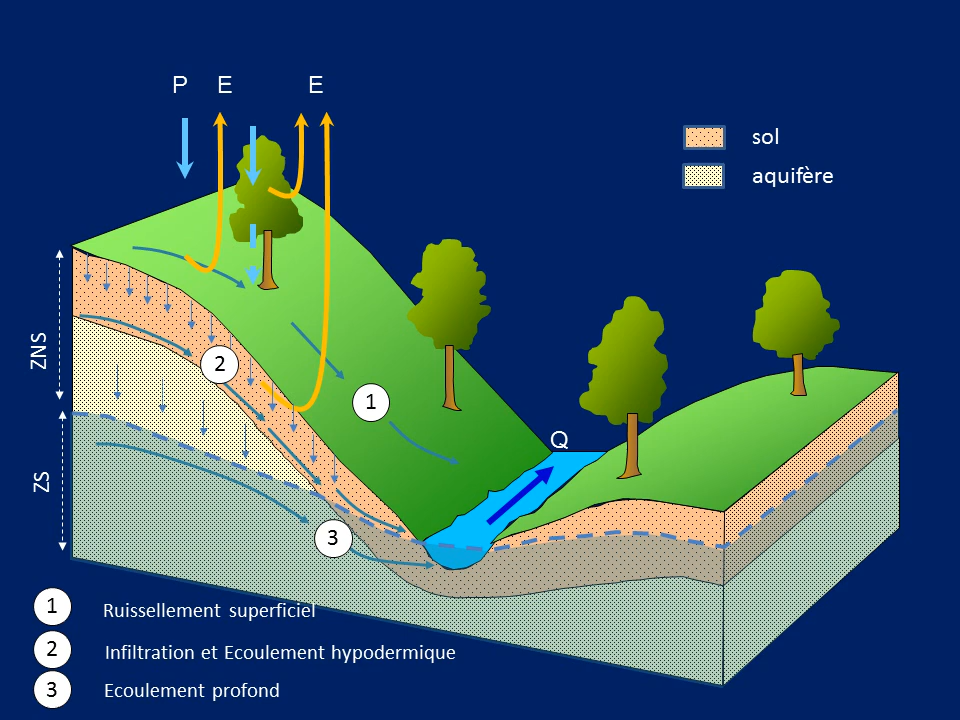 P E E
sol
aquifère
ZNS
2
1
Q
ZS
3
1 Ruissellement superficiel
2 Infiltration et Ecoulement hypodermique
3 Ecoulement profond